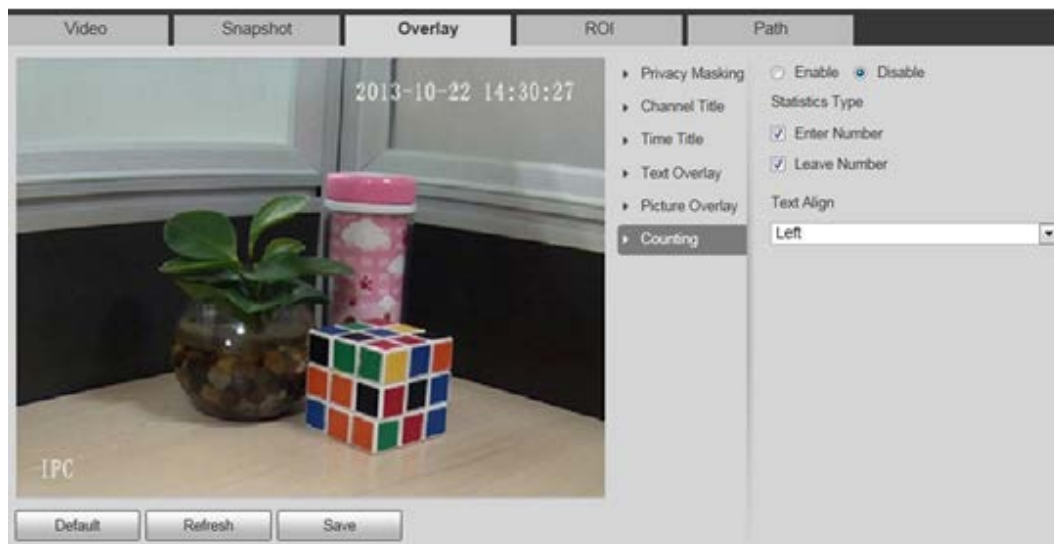 Video
Snapshot
Overlay
ROI
Path
2013-10-22 14:30:27
IPC
Privacy Masking
Channel Title
Time Title
Text Overlay
Picture Overlay
Counting
Enable Disable
Statistics Type
Enter Number
Leave Number
Text Align
Left
Default
Refresh
Save